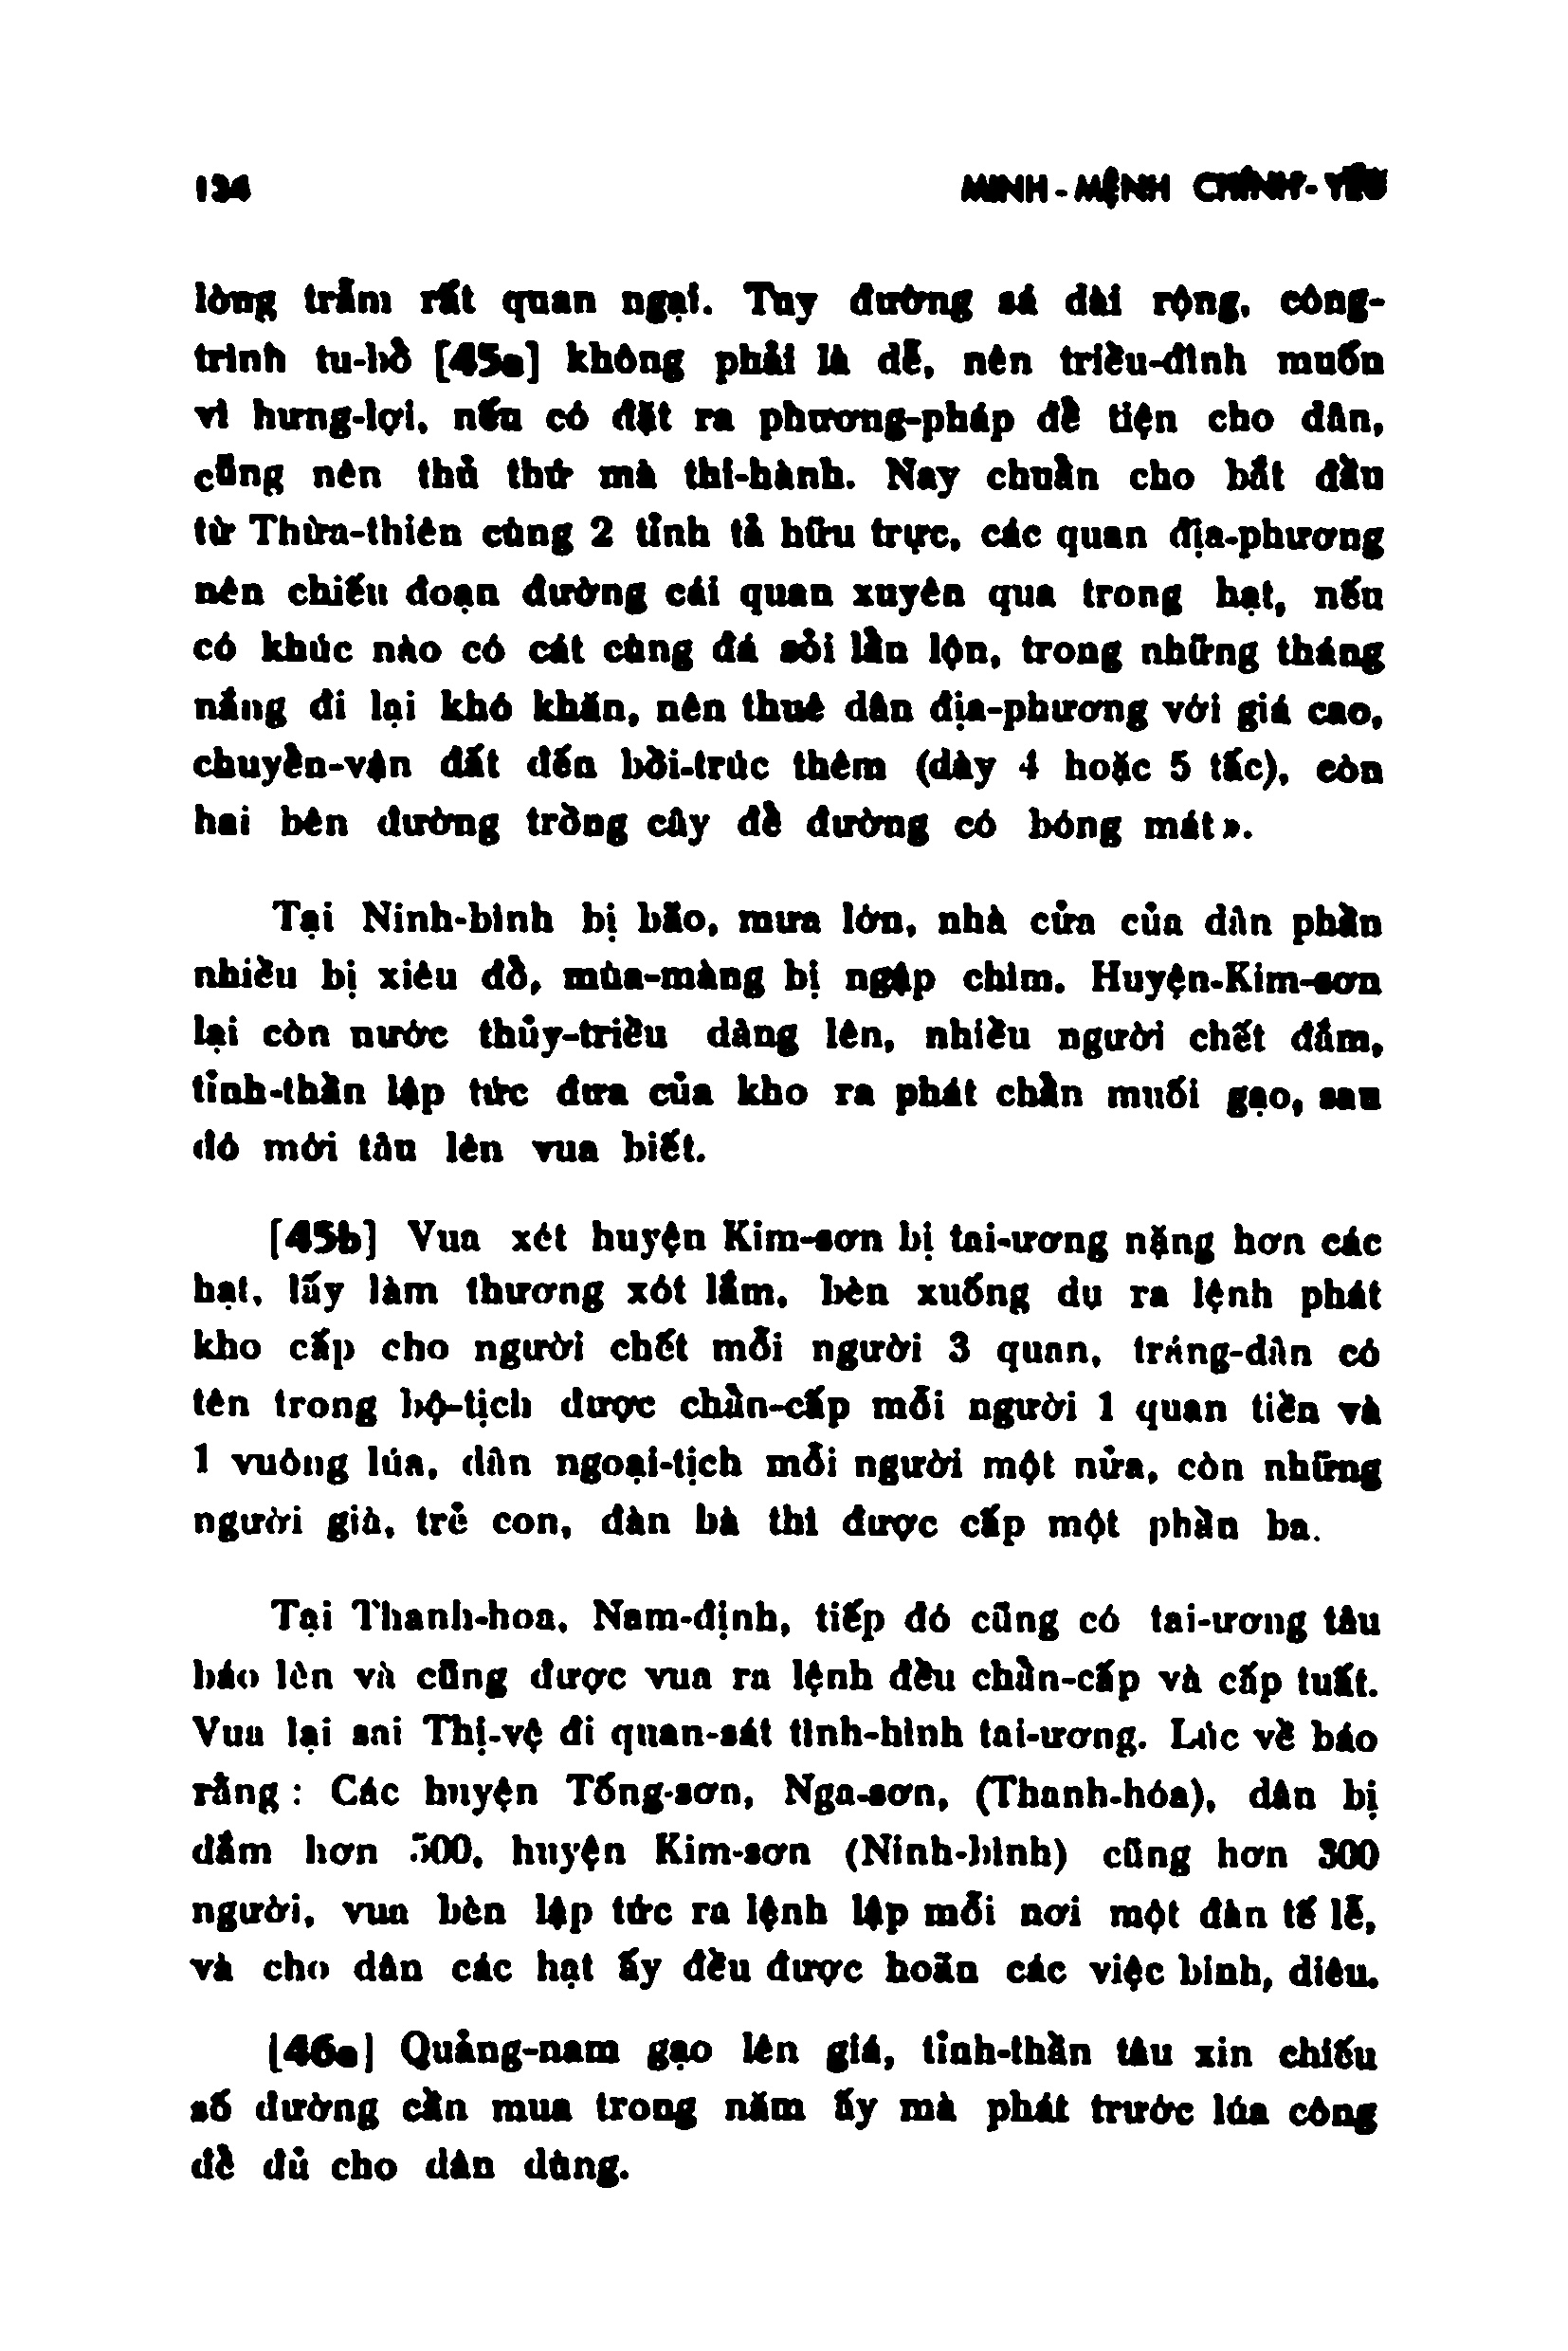 134 MINH-MỆNH CHÍNH-YẾU
lòng trẫm rất quan ngại. Tuy đường sá dài rộng, công-
trình tu-bổ [45a] không phải là dễ, nên triều-đình muốn
vì hưng-lợi, nếu có đặt ra phương-pháp để tiện cho dân,
cũng nên thủ thứ mà thi-hành. Nay chuẩn cho bắt đầu
từ Thừa-thiên cùng 2 tỉnh tả hữu trực, các quan địa-phương
nên chiếu đoạn đường cái quan xuyên qua trong hạt, nếu
có khúc nào có cát cùng đá sỏi lẫn lộn, trong những tháng
nắng đi lại khó khăn, nên thuê dân địa-phương với giá cao,
chuyển-vận đất đến bồi-trúc thêm (dày 4 hoặc 5 tấc), còn
hai bên đường trồng cây để đường có bóng mát».
Tại Ninh-bình bị bão, mưa lớn, nhà cửa của dân phần
nhiều bị xiêu đổ, mùa-màng bị ngập chìm. Huyện-Kim-sơn
lại còn nước thủy-triều dâng lên, nhiều người chết đắm,
tỉnh-thần lập tức đưa của kho ra phát chẩn muối gạo, sau
đó mới tâu lên vua biết.
[45b] Vua xét huyện Kim-sơn bị tai-ương nặng hơn các
hạt, lấy làm thương xót lắm, bèn xuống dụ ra lệnh phát
kho cấp cho người chết mỗi người 3 quan, tráng-dân có
tên trong bộ-tịch được chẩn-cấp mỗi người 1 quan tiền và
1 vuông lúa, dân ngoại-tịch mỗi người một nửa, còn những
người già, trẻ con, đàn bà thì được cấp một phần ba.
Tại Thanh-hoa, Nam-định, tiếp đó cũng có tai-ương tâu
báo lên và cũng được vua ra lệnh đều chẩn-cấp và cấp tuất.
Vua lại sai Thị-vệ đi quan-sát tình-hình tai-ương. Lúc về báo
rằng : Các huyện Tống-sơn, Nga-sơn, (Thanh-hóa), dân bị
đắm hơn 500, huyện Kim-sơn (Ninh-bình) cũng hơn 300
người, vua bèn lập tức ra lệnh lập mỗi nơi một đàn tế lễ,
và cho dân các hạt ấy đều được hoãn các việc binh, diêu.
[46a] Quảng-nam gạo lên giá, tỉnh-thần tâu xin chiếu
số đường cần mua trong năm ấy mà phát trước lúa công
để đủ cho dân dùng.